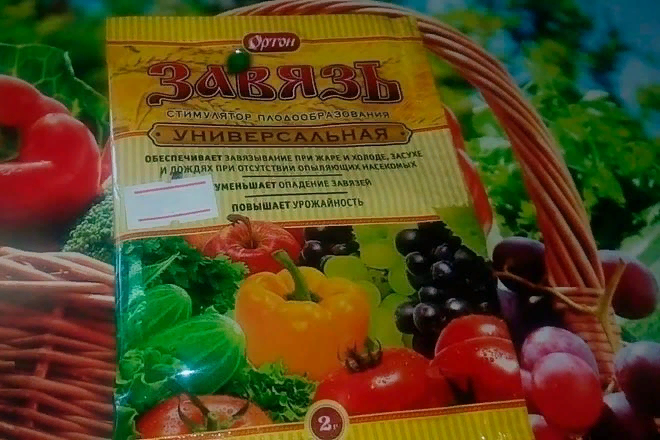 Ортон
ЗАВЯЗЬ
СТИМУЛЯТОР ПЛОДООБРАЗОВАНИЯ
УНИВЕРСАЛЬНАЯ
ОБЕСПЕЧИВАЕТ ЗАВЯЗЫВАНИЕ ПРИ ЖАРЕ И ХОЛОДЕ, ЗАСУХЕ
И ДОЖДЯХ ПРИ ОТСУТСТВИИ ОПЫЛЯЮЩИХ НАСЕКОМЫХ
УМЕНЬШАЕТ ОПАДЕНИЕ ЗАВЯЗЕЙ
ПОВЫШАЕТ УРОЖАЙНОСТЬ
2 г